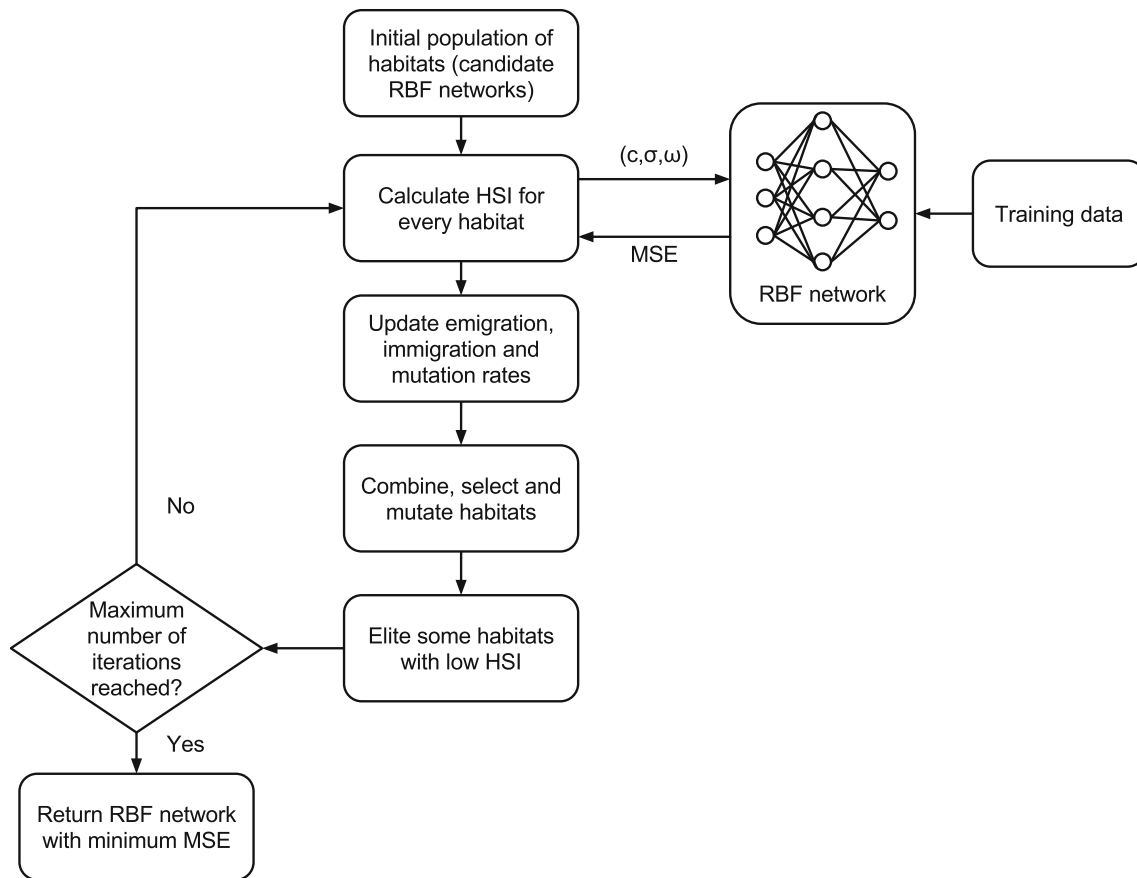 Initial population of
habitats (candidate
RBF networks)
(c,σ,ω)
Calculate HSI for
every habitat
Training data
MSE
RBF network
Update emigration,
immigration and
mutation rates
Combine, select and
mutate habitats
No
Maximum
number of
iterations
reached?
Elite some habitats
with low HSI
Yes
Return RBF network
with minimum MSE